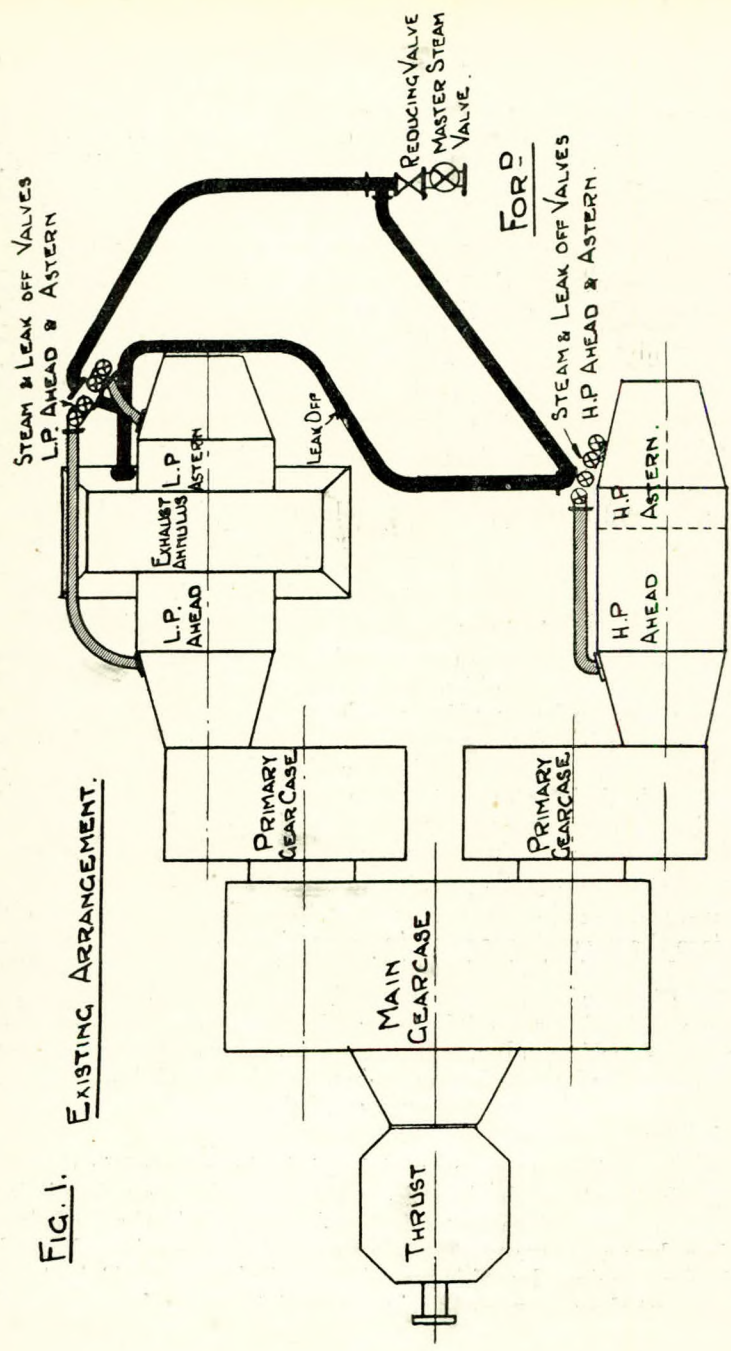 FIG. 1.
EXISTING ARRANGEMENT.
STEAM & LEAK OFF VALVES
L.P. AHEAD & ASTERN
REDUCING VALVE
MASTER STEAM
VALVE.
FORD
STEAM & LEAK OFF VALVES
H.P AHEAD & ASTERN.
LEAK OFF
L.P.
AHEAD
EXHAUST
ANNULUS
L.P
ASTERN
H.P
AHEAD
H.P
ASTERN.
PRIMARY
GEARCASE
PRIMARY
GEARCASE
MAIN
GEARCASE
THRUST